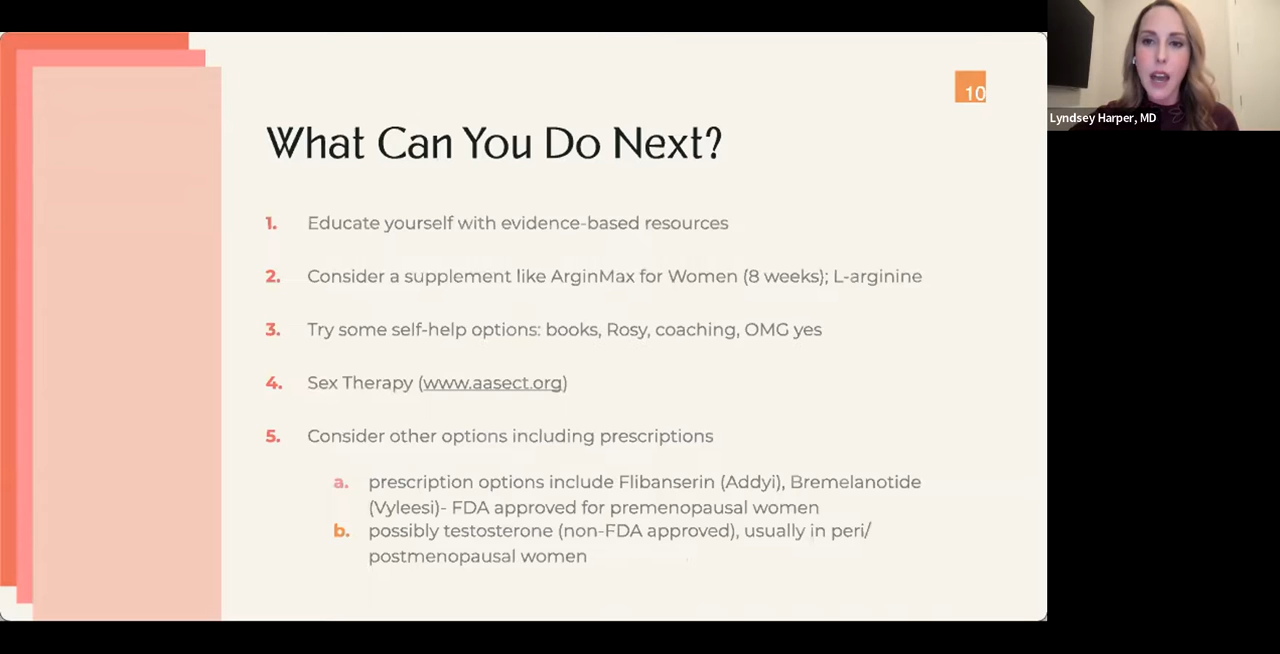 10
Lyndsey Harper, MD
What Can You Do Next?
1. Educate yourself with evidence-based resources
2. Consider a supplement like ArginMax for Women (8 weeks); L-arginine
3. Try some self-help options: books, Rosy, coaching, OMG yes
4. Sex Therapy (www.aasect.org)
5. Consider other options including prescriptions
a. prescription options include Flibanserin (Addyi), Bremelanotide
(Vyleesi)- FDA approved for premenopausal women
b. possibly testosterone (non-FDA approved), usually in peri/
postmenopausal women